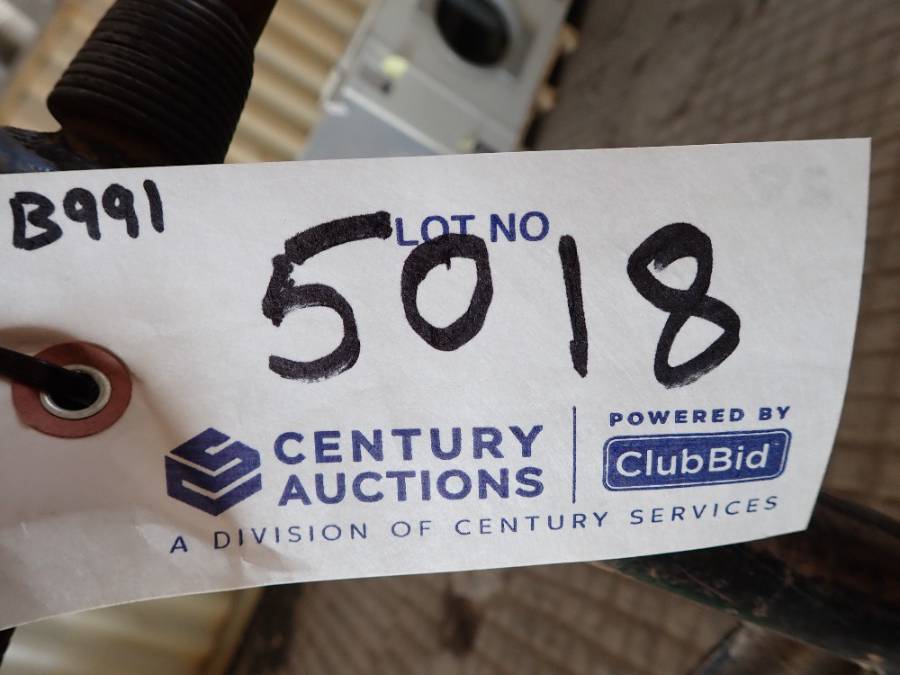 B991
LOT NO
5018
CENTURY
AUCTIONS
POWERED BY
ClubBid
A DIVISION OF CENTURY SERVICES